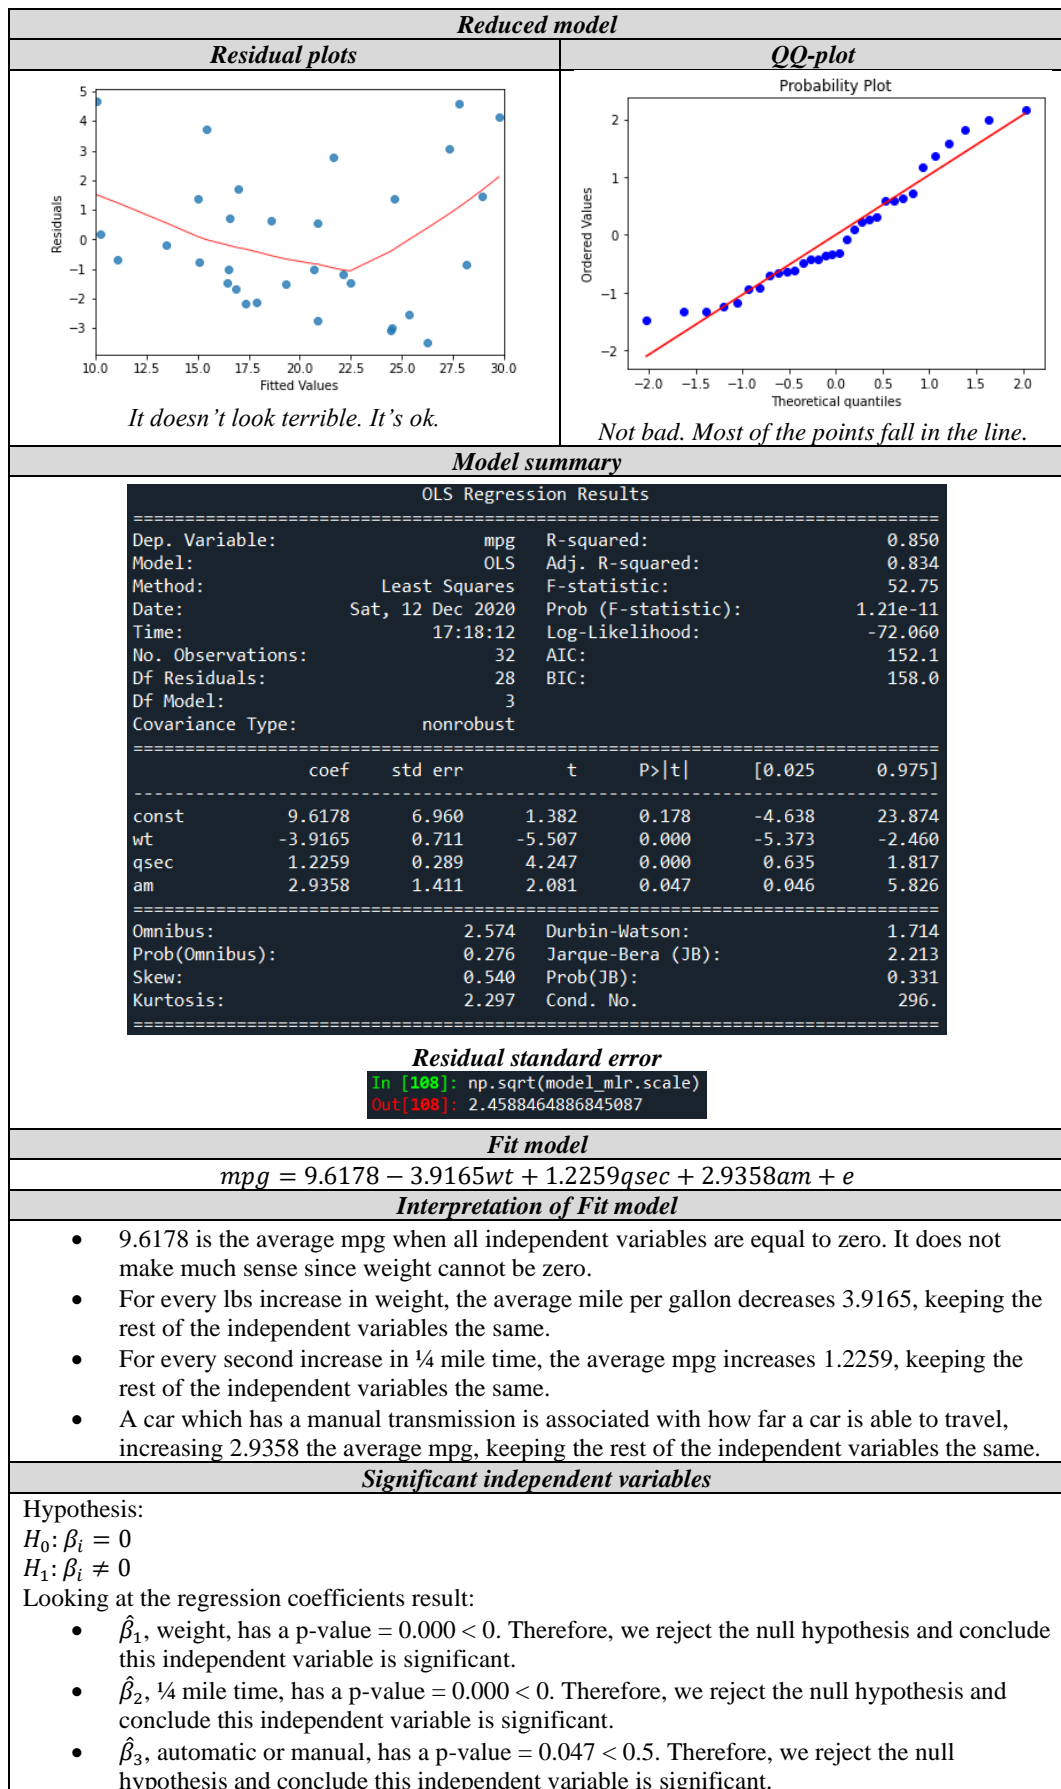 Reduced model
Residual plots
QQ-plot
5
4
3
2
1
0
−1
−2
−3
Residuals
10.0 12.5 15.0 17.5 20.0 22.5 25.0 27.5 30.0
Fitted Values
It doesn't look terrible. It's ok.
Probability Plot
2
1
0
−1
−2
Ordered Values
−2.0 −1.5 −1.0 −0.5 0.0 0.5 1.0 1.5 2.0
Theoretical quantiles
Not bad. Most of the points fall in the line.
Model summary
OLS Regression Results
Dep. Variable: mpg R-squared: 0.850
Model: OLS Adj. R-squared: 0.834
Method: Least Squares F-statistic: 52.75
Date: Sat, 12 Dec 2020 Prob (F-statistic): 1.21e-11
Time: 17:18:12 Log-Likelihood: -72.060
No. Observations: 32 AIC: 152.1
Df Residuals: 28 BIC: 158.0
Df Model: 3
Covariance Type: nonrobust
coef std err t P>|t| [0.025 0.975]
const 9.6178 6.960 1.382 0.178 -4.638 23.874
wt -3.9165 0.711 -5.507 0.000 -5.373 -2.460
qsec 1.2259 0.289 4.247 0.000 0.635 1.817
am 2.9358 1.411 2.081 0.047 0.046 5.826
Omnibus: 2.574 Durbin-Watson: 1.714
Prob(Omnibus): 0.276 Jarque-Bera (JB): 2.213
Skew: 0.540 Prob(JB): 0.331
Kurtosis: 2.297 Cond. No. 296.
Residual standard error
In [108]: np.sqrt(model_mlr.scale)
Out[108]: 2.4588464886845087
Fit model
mpg = 9.6178 − 3.9165wt + 1.2259qsec + 2.9358am + e
Interpretation of Fit model
• 9.6178 is the average mpg when all independent variables are equal to zero. It does not
make much sense since weight cannot be zero.
• For every lbs increase in weight, the average mile per gallon decreases 3.9165, keeping the
rest of the independent variables the same.
• For every second increase in ¼ mile time, the average mpg increases 1.2259, keeping the
rest of the independent variables the same.
• A car which has a manual transmission is associated with how far a car is able to travel,
increasing 2.9358 the average mpg, keeping the rest of the independent variables the same.
Significant independent variables
Hypothesis:
H₀: βᵢ = 0
H₁: βᵢ ≠ 0
Looking at the regression coefficients result:
• β̂₁, weight, has a p-value = 0.000 < 0. Therefore, we reject the null hypothesis and conclude
this independent variable is significant.
• β̂₂, ¼ mile time, has a p-value = 0.000 < 0. Therefore, we reject the null hypothesis and
conclude this independent variable is significant.
• β̂₃, automatic or manual, has a p-value = 0.047 < 0.5. Therefore, we reject the null
hypothesis and conclude this independent variable is significant.